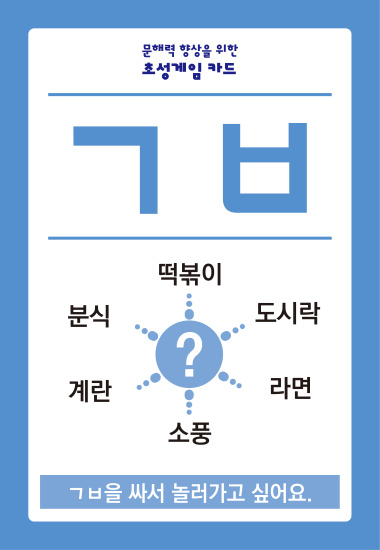 문해력 향상을 위한
초성게임 카드
ㄱ ㅂ
떡볶이
분식
도시락
?
계란
라면
소풍
ㄱㅂ을 싸서 놀러가고 싶어요.